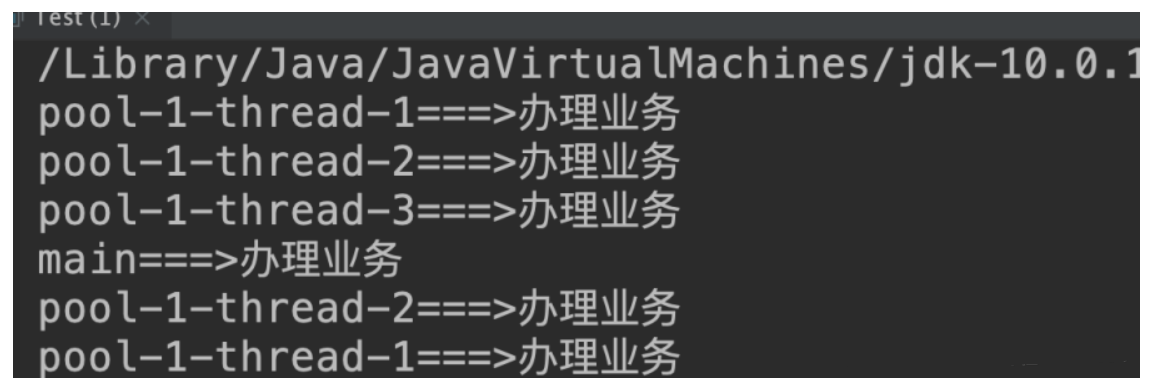 Test (1) ×
/Library/Java/JavaVirtualMachines/jdk-10.0.1
pool-1-thread-1===>办理业务
pool-1-thread-2===>办理业务
pool-1-thread-3===>办理业务
main===>办理业务
pool-1-thread-2===>办理业务
pool-1-thread-1===>办理业务